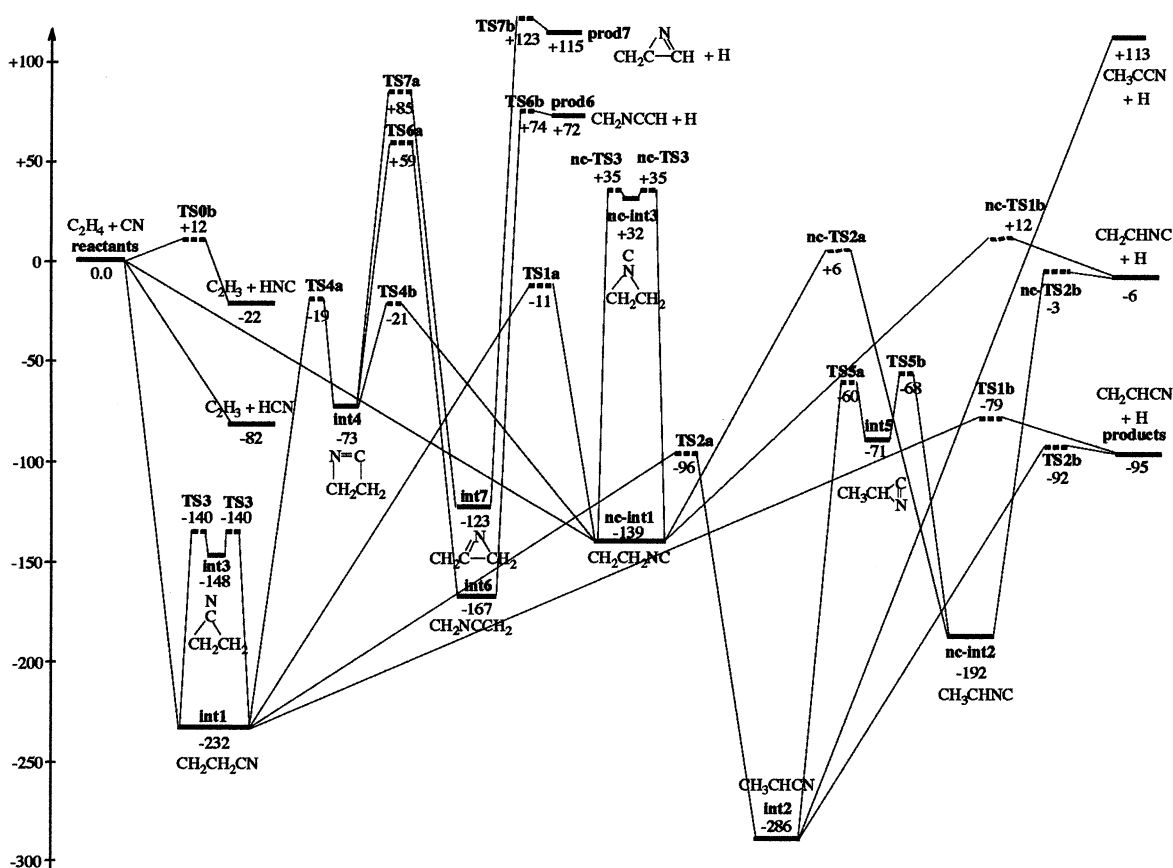 TS7b
+123
prod7
+115
N
CH₂C
CH + H
+100
+113
CH₃CCN
+ H
TS7a
+85
TS6b
prod6
+74
+72
CH₂NCCH + H
TS6a
+59
+50
nc-TS3
nc-TS3
+35
+35
nc-int3
+32
C
N
CH₂CH₂
C₂H₄ + CN
reactants
0.0
TS0b
+12
nc-TS2a
+6
nc-TS1b
+12
CH₂CHNC
+ H
-6
0
C₂H₃ + HNC
-22
TS4a
-19
TS4b
-21
TS1a
-11
nc-TS2b
-3
-50
C₂H₃ + HCN
-82
int4
-73
N=C
CH₂CH₂
TS5a
-60
TS5b
-68
int5
-71
CH₃CH
C
N
TS1b
-79
CH₂CHCN
+ H
products
-95
-100
TS2a
-96
TS2b
-92
TS3
TS3
-140
-140
int3
-148
N
C
CH₂CH₂
int7
-123
N
CH₂C
CH₂
nc-int1
-139
CH₂CH₂NC
-150
int6
-167
CH₂NCCH₂
nc-int2
-192
CH₃CHNC
-200
int1
-232
CH₂CH₂CN
-250
CH₃CHCN
int2
-286
-300